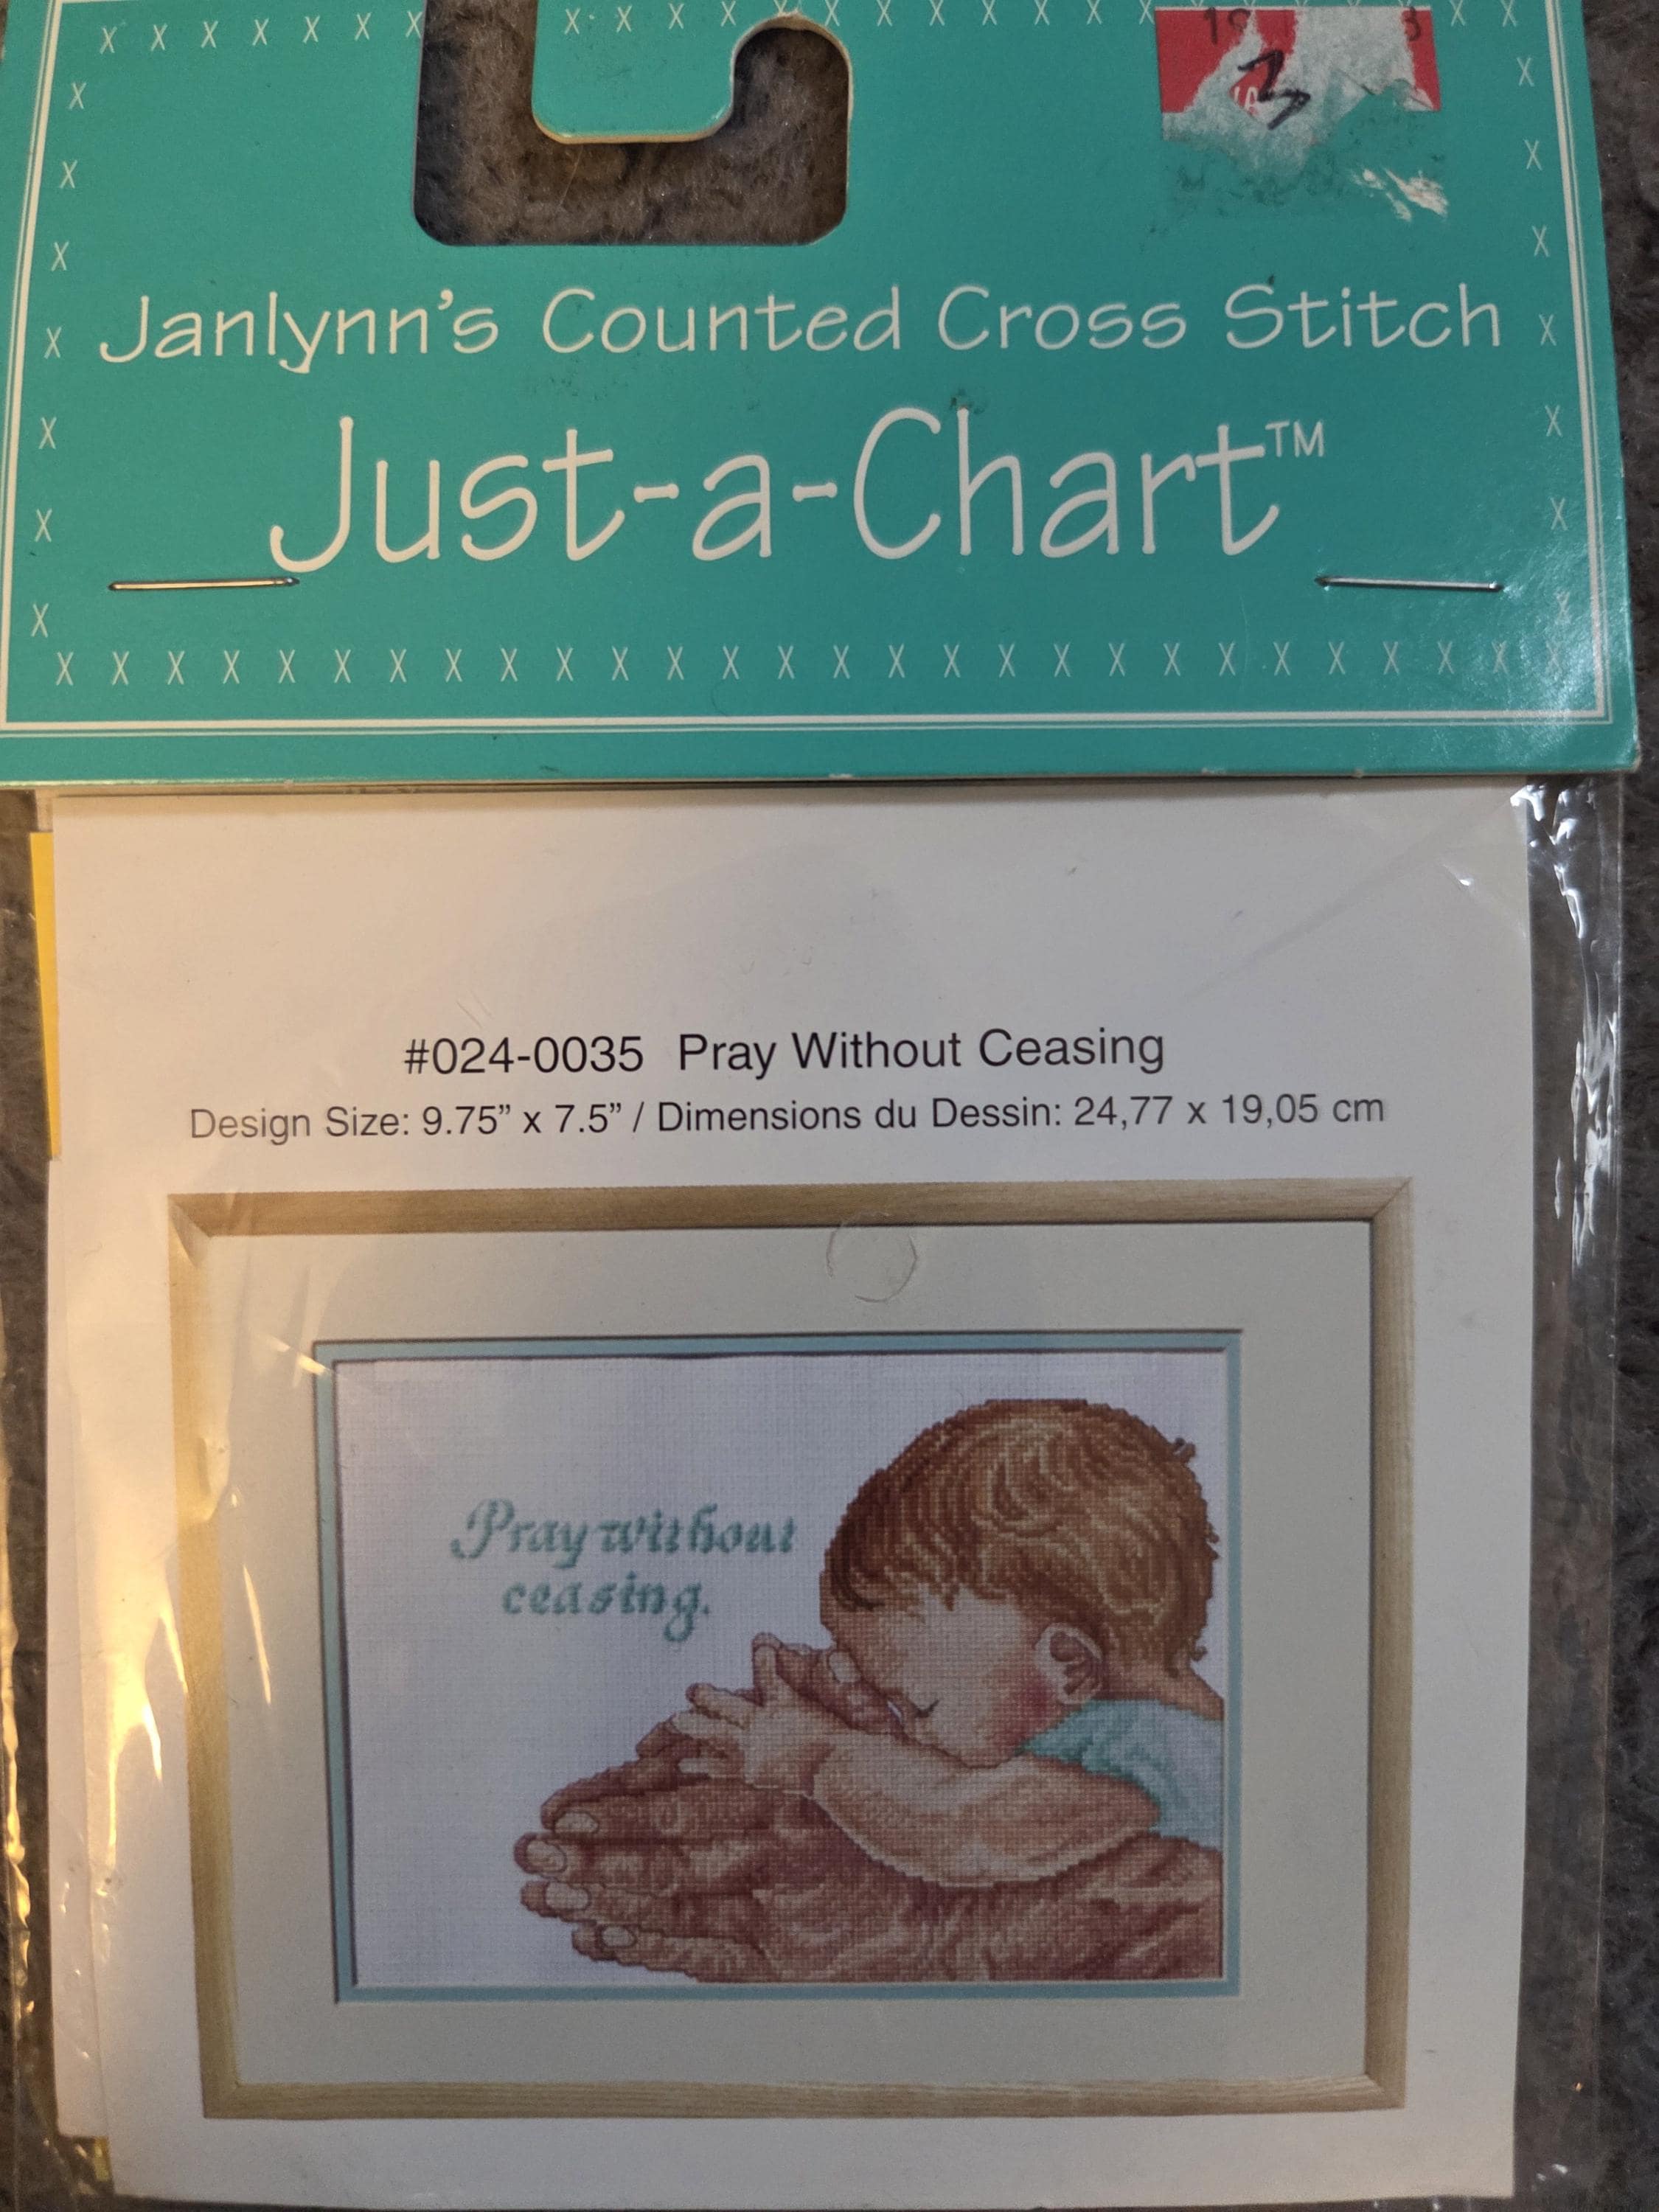 3
Janlynn's Counted Cross Stitch
Just-a-Chart™
#024-0035 Pray Without Ceasing
Design Size: 9.75” x 7.5” / Dimensions du Dessin: 24,77 x 19,05 cm
Pray without
ceasing.